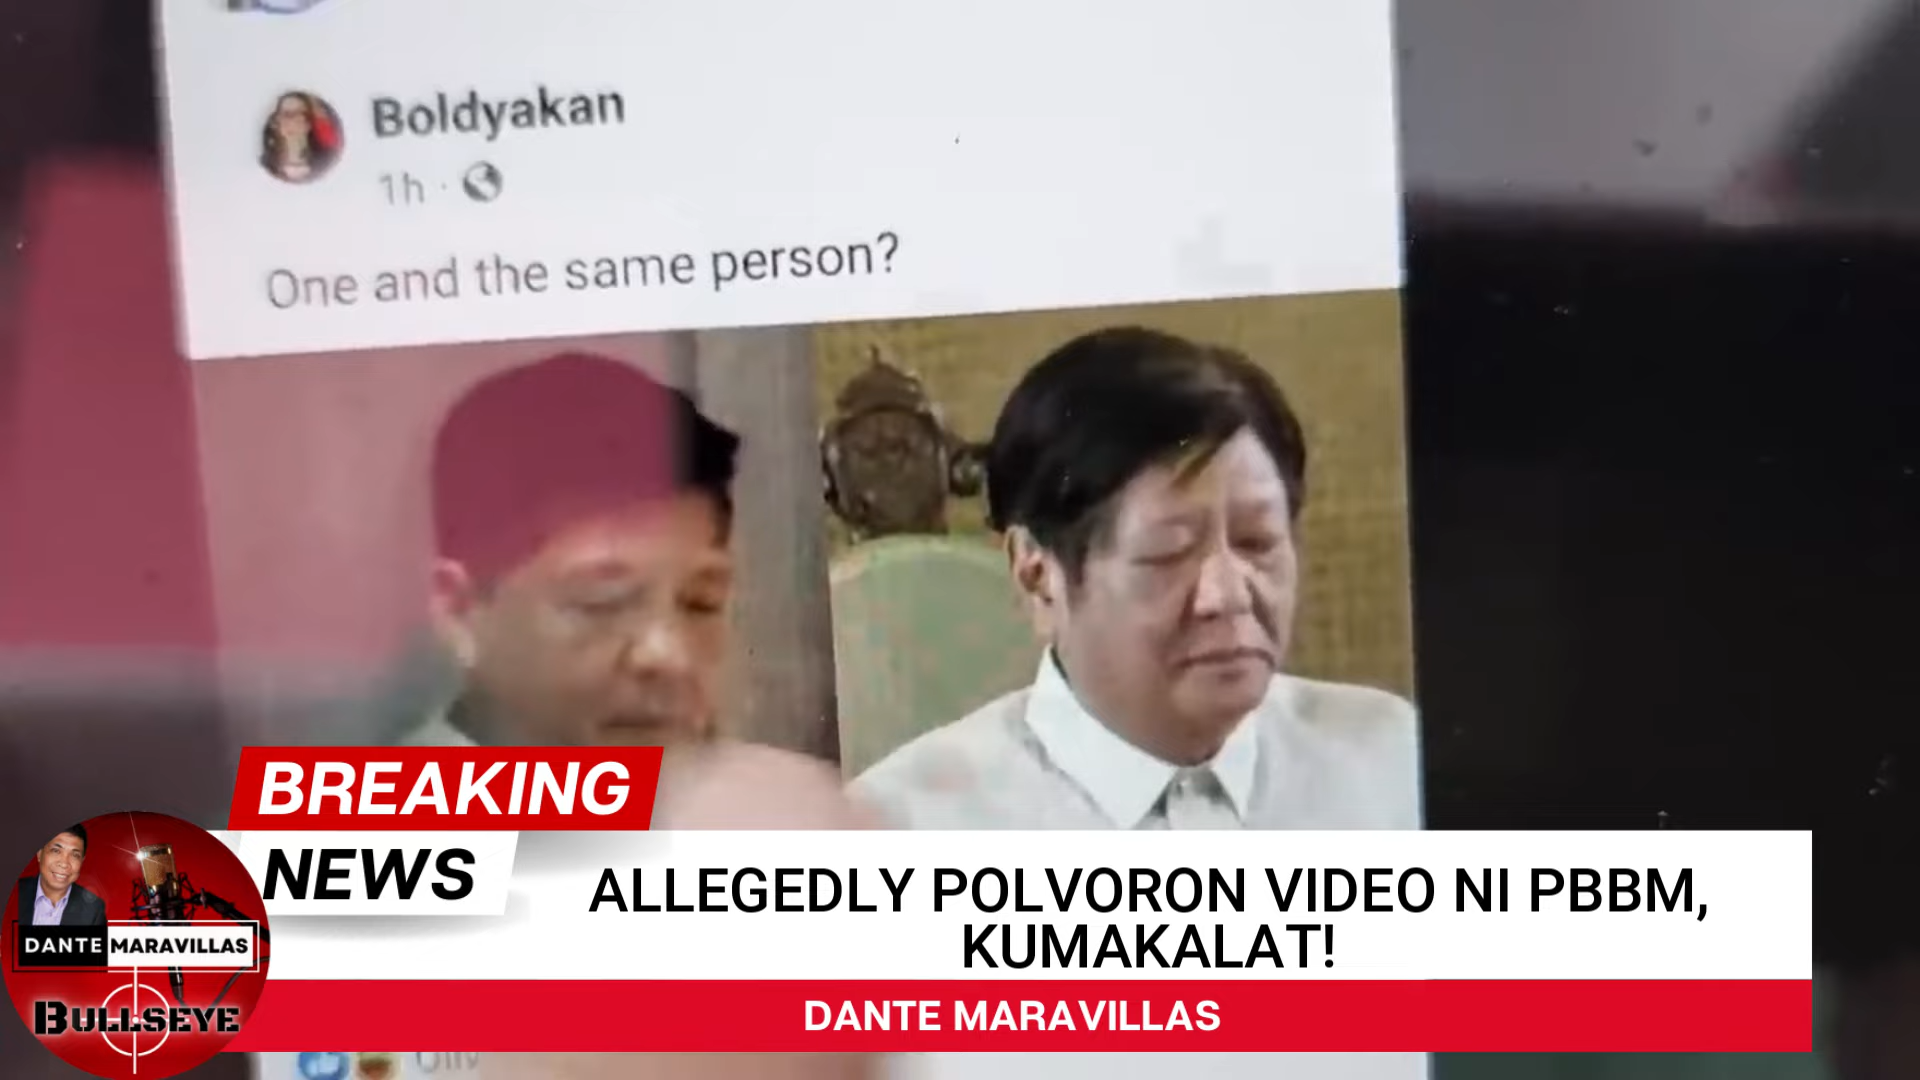 Boldyakan
1h
One and the same person?
BREAKING
NEWS
ALLEGEDLY POLVORON VIDEO NI PBBM,
KUMAKALAT!
DANTE MARAVILLAS
DANTE MARAVILLAS
BULLSEYE